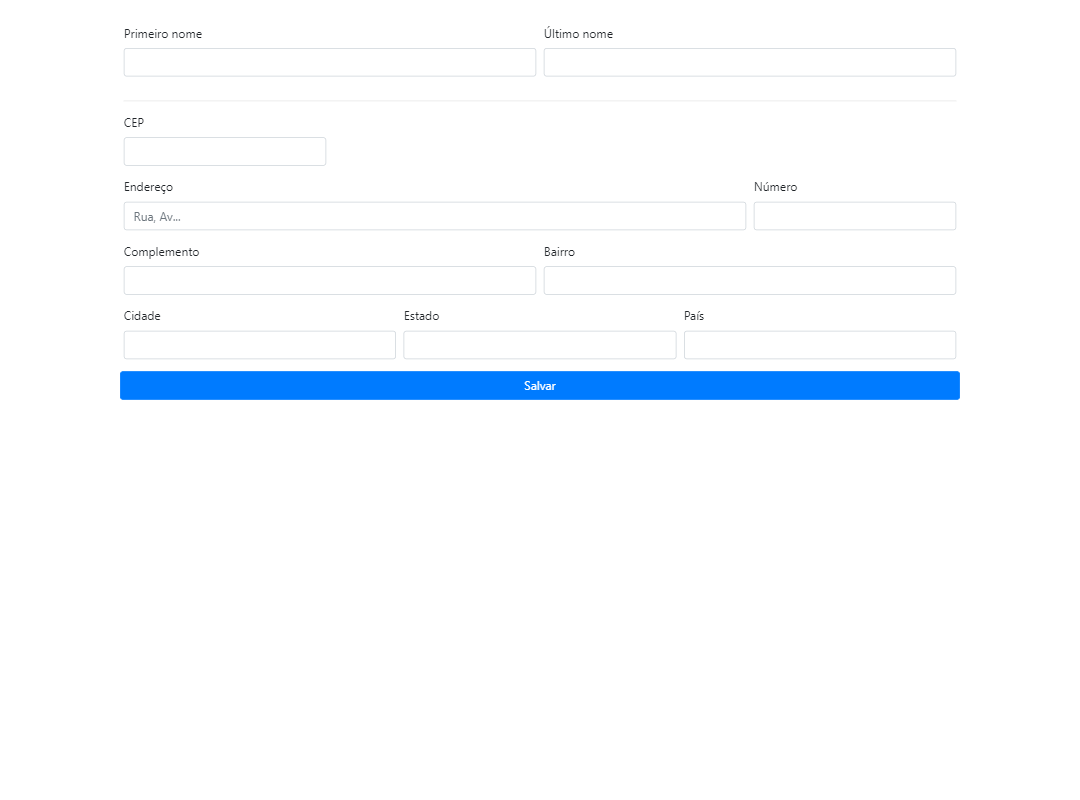 Primeiro nome Último nome
CEP
Endereço Número
Rua, Av...
Complemento Bairro
Cidade Estado País
Salvar